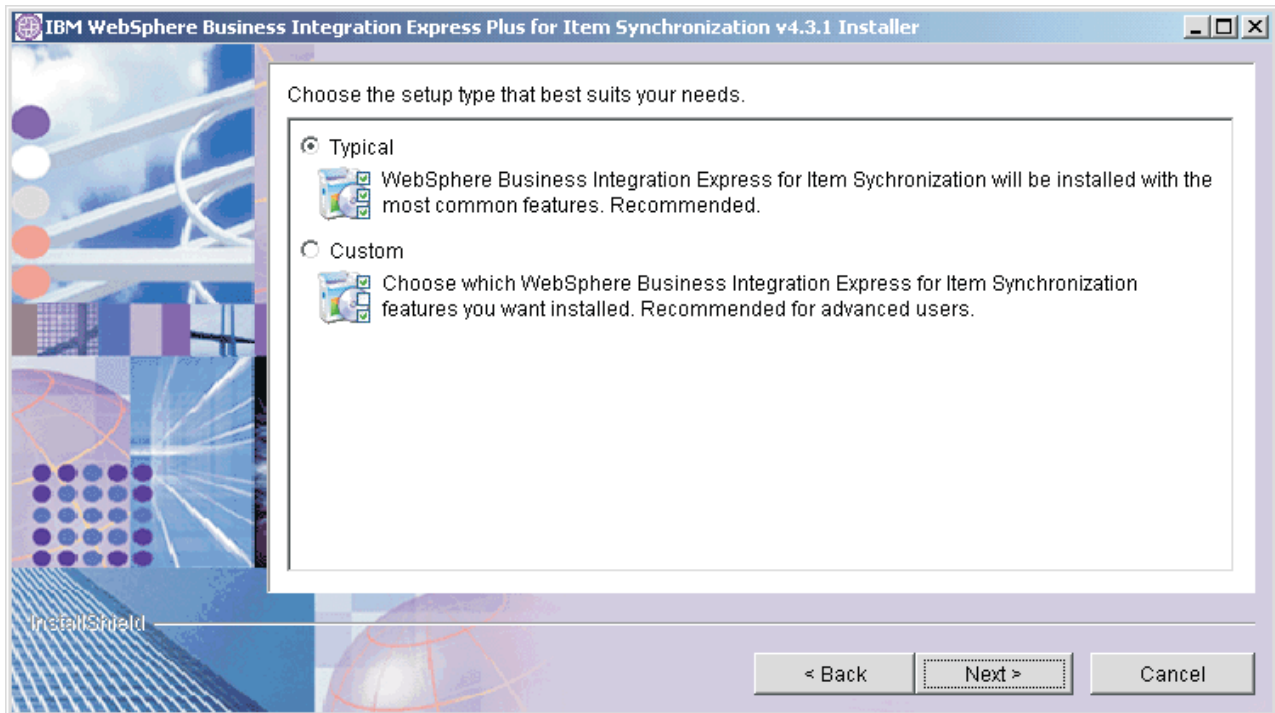 IBM WebSphere Business Integration Express Plus for Item Synchronization v4.3.1 Installer
Choose the setup type that best suits your needs.
Typical
WebSphere Business Integration Express for Item Sychronization will be installed with the
most common features. Recommended.
Custom
Choose which WebSphere Business Integration Express for Item Synchronization
features you want installed. Recommended for advanced users.
InstallShield
< Back
Next >
Cancel